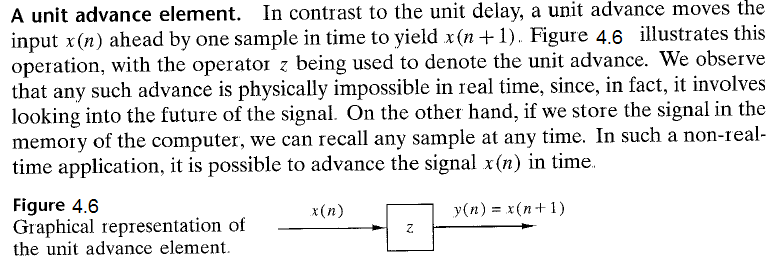 A unit advance element. In contrast to the unit delay, a unit advance moves the
input x(n) ahead by one sample in time to yield x(n + 1). Figure 4.6 illustrates this
operation, with the operator z being used to denote the unit advance. We observe
that any such advance is physically impossible in real time, since, in fact, it involves
looking into the future of the signal. On the other hand, if we store the signal in the
memory of the computer, we can recall any sample at any time. In such a non-real-
time application, it is possible to advance the signal x(n) in time.
Figure 4.6
Graphical representation of
the unit advance element.
x(n)
z
y(n) = x(n+1)